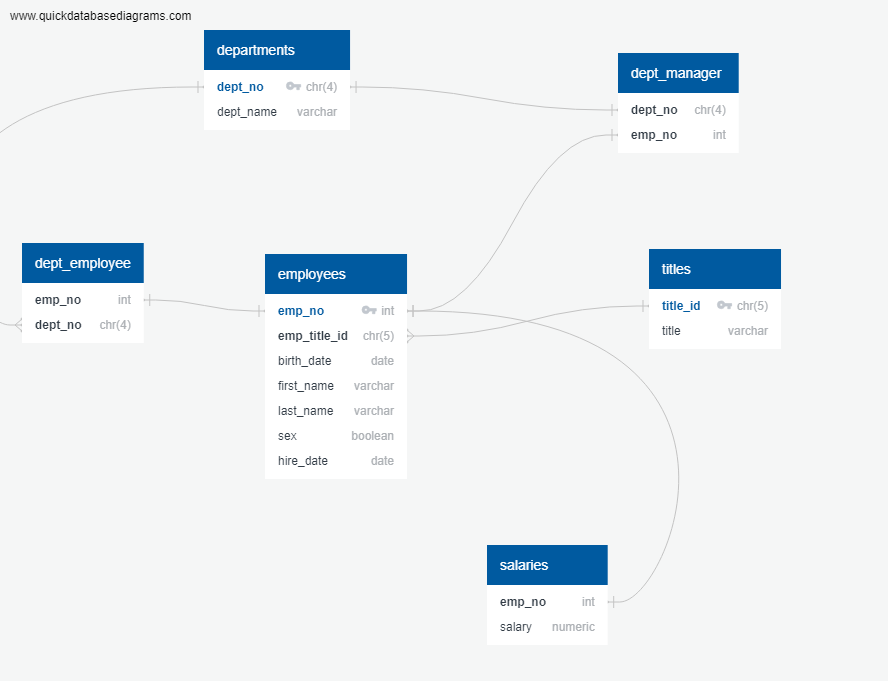 www.quickdatabasediagrams.com
departments
dept_no chr(4)
dept_name varchar
dept_manager
dept_no chr(4)
emp_no int
dept_employee
emp_no int
dept_no chr(4)
employees
emp_no int
emp_title_id chr(5)
birth_date date
first_name varchar
last_name varchar
sex boolean
hire_date date
titles
title_id chr(5)
title varchar
salaries
emp_no int
salary numeric